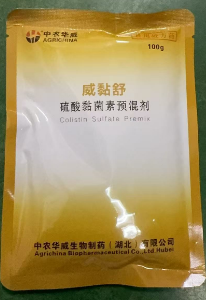 中农华威
AGRICHINA
100g
威黏舒
硫酸黏菌素预混剂
Colistin Sulfate Premix
中农华威生物制药（湖北）有限公司
Agrichina Biopharmaceutical Co.,Ltd Hubei